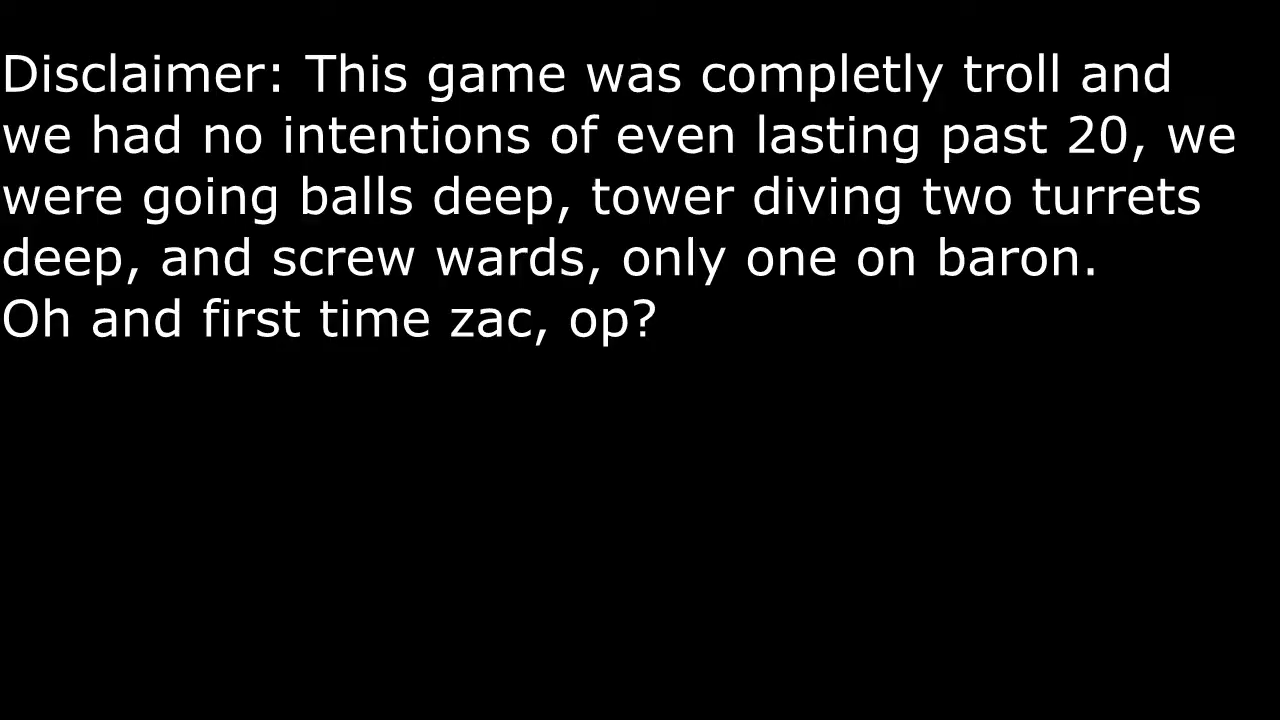 Disclaimer: This game was completly troll and
we had no intentions of even lasting past 20, we
were going balls deep, tower diving two turrets
deep, and screw wards, only one on baron.
Oh and first time zac, op?